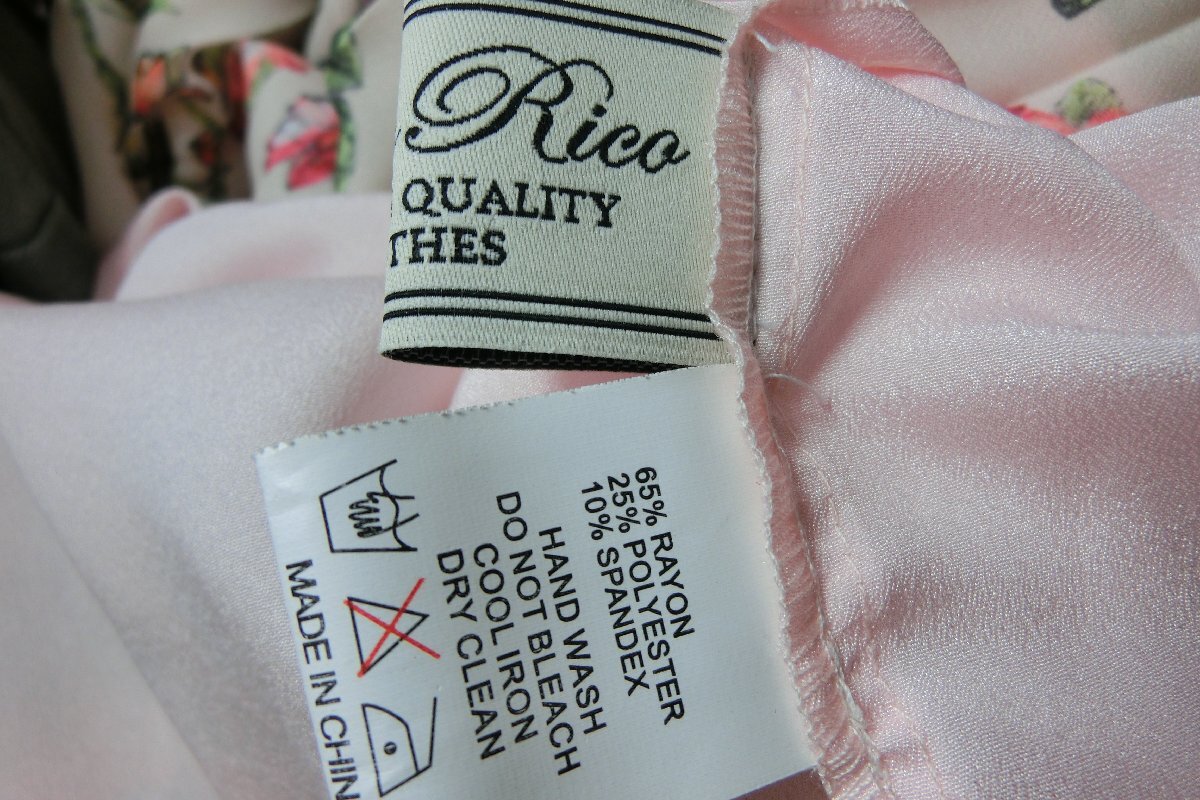 Rico
QUALITY
THES
65% RAYON
25% POLYESTER
10% SPANDEX
HAND WASH
DO NOT BLEACH
COOL IRON
DRY CLEAN
MADE IN CHIN